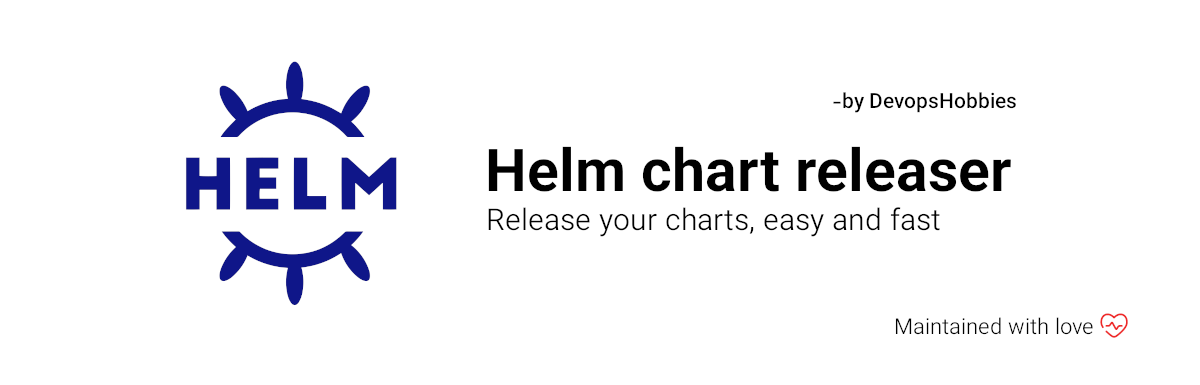 HELM
-by DevopsHobbies
Helm chart releaser
Release your charts, easy and fast
Maintained with love